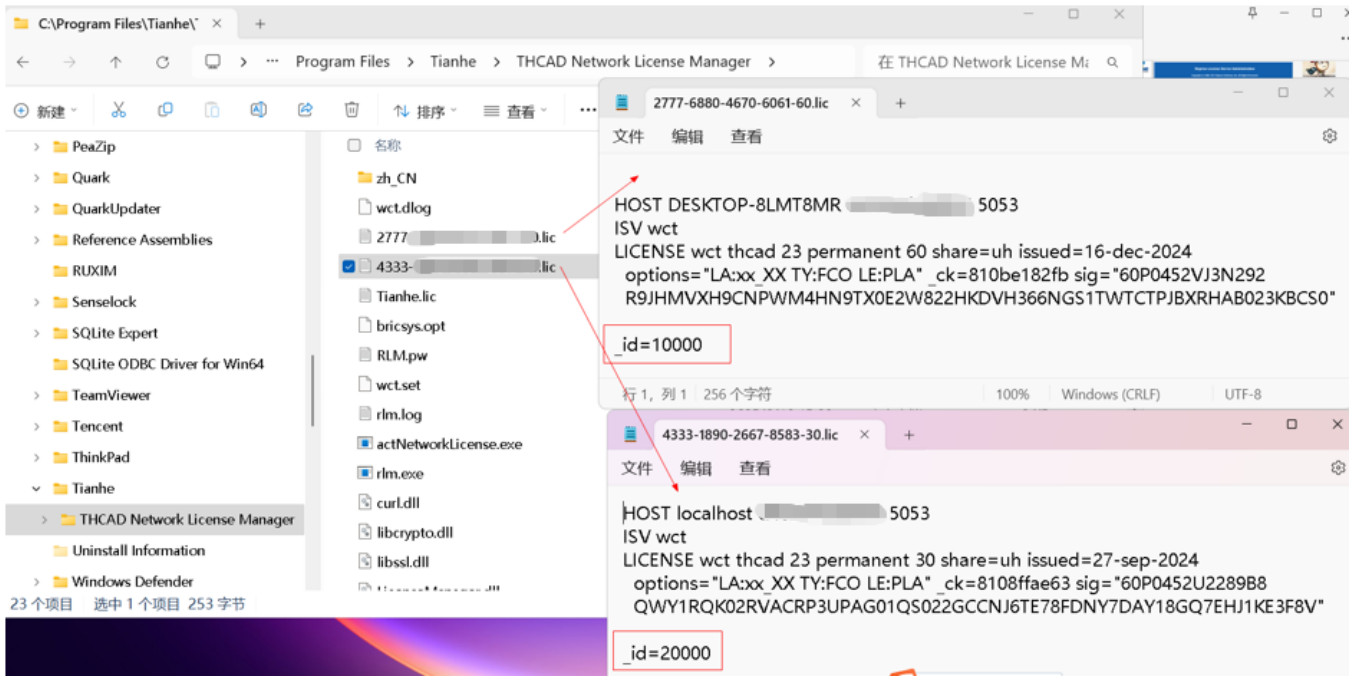 C:\Program Files\Tianhe\T
Program Files > Tianhe > THCAD Network License Manager >
在 THCAD Network License Ma
新建
排序
查看
PeaZip
Quark
QuarkUpdater
Reference Assemblies
RUXIM
Senselock
SQLite Expert
SQLite ODBC Driver for Win64
TeamViewer
Tencent
ThinkPad
Tianhe
THCAD Network License Manager
Uninstall Information
Windows Defender
23 个项目 选中 1 个项目 253 字节
名称
zh_CN
wct.dlog
2777 0.lic
4333- .lic
Tianhe.lic
bricsys.opt
RLM.pw
wct.set
rlm.log
actNetworkLicense.exe
rlm.exe
curl.dll
libcrypto.dll
libssl.dll
2777-6880-4670-6061-60.lic
文件 编辑 查看
HOST DESKTOP-8LMT8MR 5053
ISV wct
LICENSE wct thcad 23 permanent 60 share=uh issued=16-dec-2024
options="LA:xx_XX TY:FCO LE:PLA" _ck=810be182fb sig="60P0452VJ3N292
R9JHMVXH9CNPWM4HN9TX0E2W822HKDVH366NGS1TWTCTPJBXRHAB023KBCS0"
_id=10000
行 1，列 1 256 个字符 100% Windows (CRLF) UTF-8
4333-1890-2667-8583-30.lic
文件 编辑 查看
HOST localhost 5053
ISV wct
LICENSE wct thcad 23 permanent 30 share=uh issued=27-sep-2024
options="LA:xx_XX TY:FCO LE:PLA" _ck=8108ffae63 sig="60P0452U2289B8
QWY1RQK02RVACRP3UPAG01QS022GCCNJ6TE78FDNY7DAY18GQ7EHJ1KE3F8V"
_id=20000